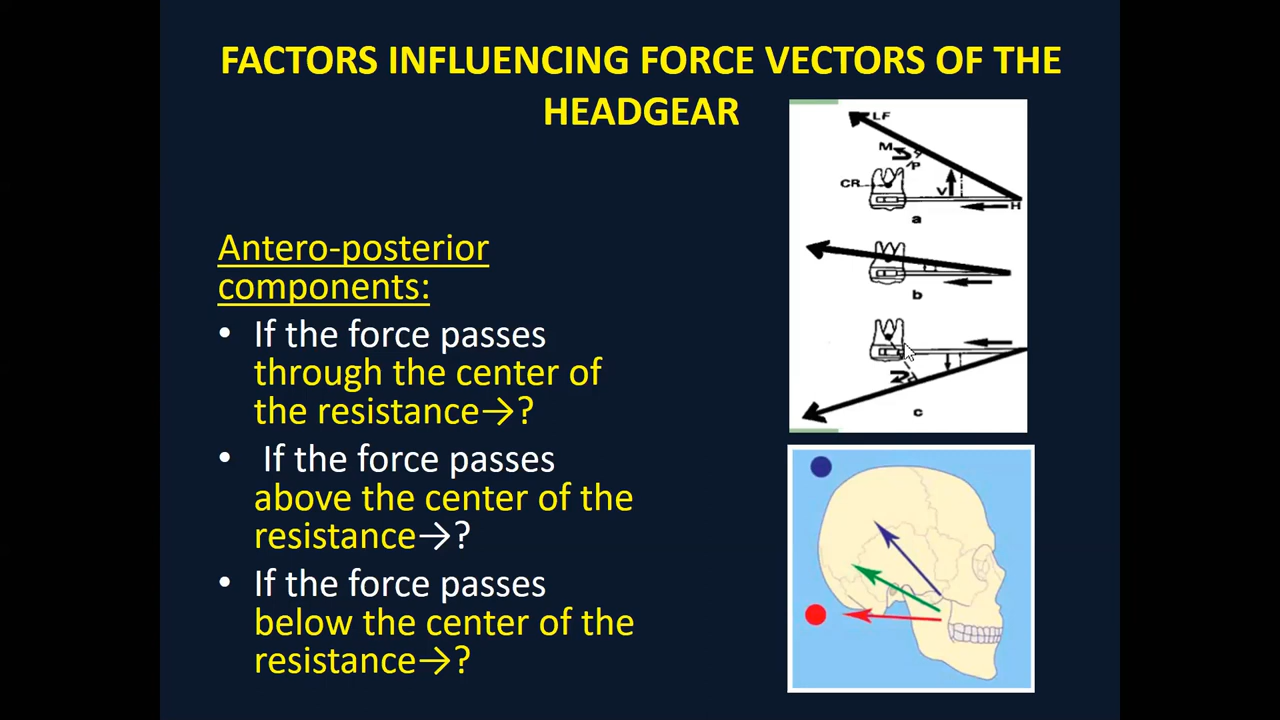 FACTORS INFLUENCING FORCE VECTORS OF THE
HEADGEAR
Antero-posterior
components:
• If the force passes
through the center of
the resistance→?
• If the force passes
above the center of the
resistance→?
• If the force passes
below the center of the
resistance→?
LF
M
P
CR
V
H
a
b
c